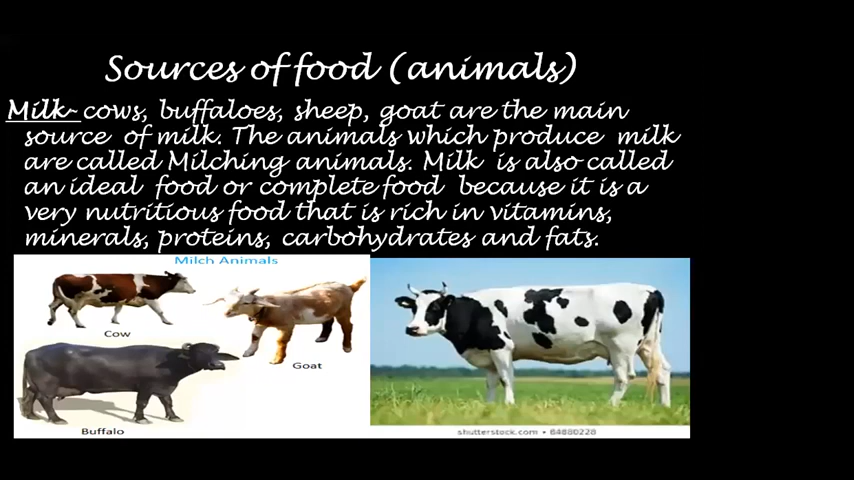 Sources of food (animals)
Milk- cows, buffaloes, sheep, goat are the main
source of milk. The animals which produce milk
are called Milching animals. Milk is also called
an ideal food or complete food because it is a
very nutritious food that is rich in vitamins,
minerals, proteins, carbohydrates and fats.
Milch Animals
Cow
Goat
Buffalo
shutterstock.com • 64880228